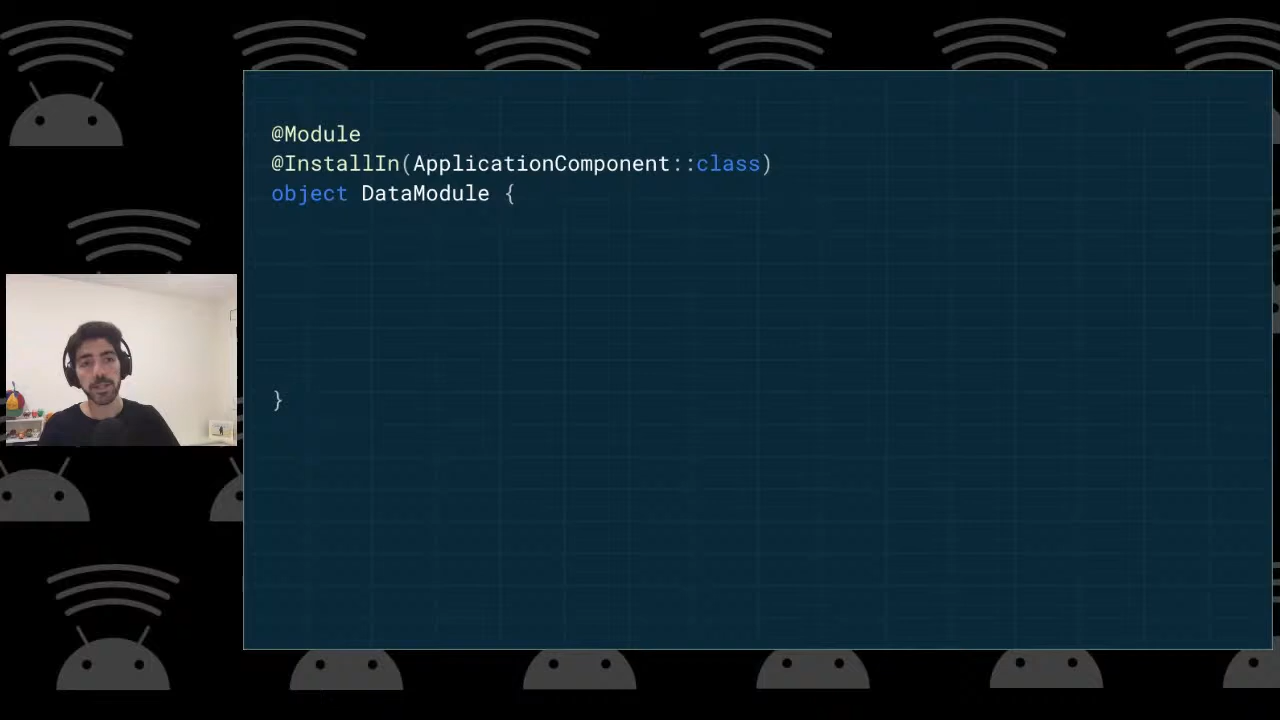 @Module
@InstallIn(ApplicationComponent::class)
object DataModule {
}